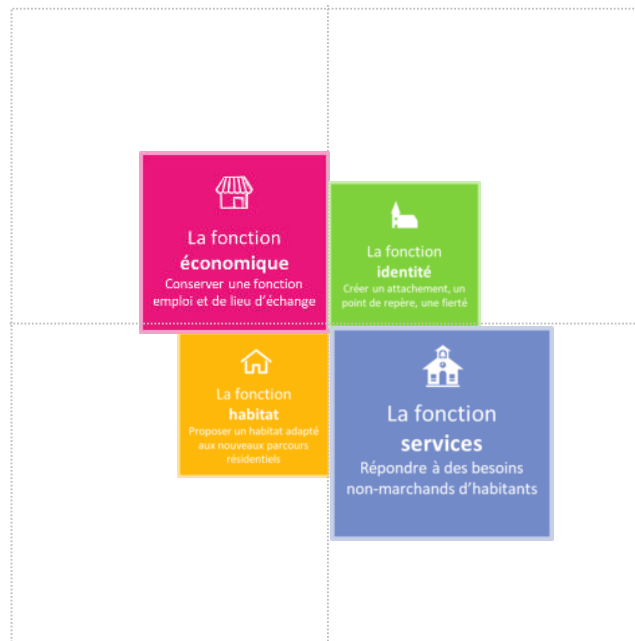 La fonction
économique
Conserver une fonction
emploi et de lieu d'échange
La fonction
identité
Créer un attachement, un
point de repère, une fierté
La fonction
habitat
Proposer un habitat adapté
aux nouveaux parcours
résidentiels
La fonction
services
Répondre à des besoins
non-marchands d'habitants